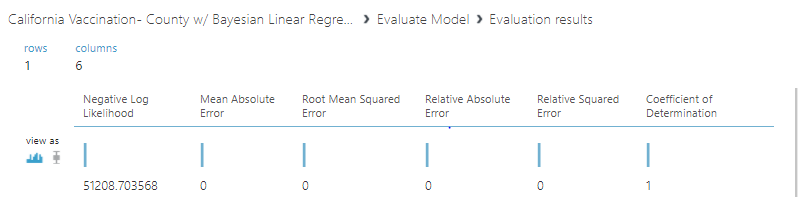 California Vaccination- County w/ Bayesian Linear Regre... › Evaluate Model › Evaluation results
rows columns
1 6
Negative Log Likelihood Mean Absolute Error Root Mean Squared Error Relative Absolute Error Relative Squared Error Coefficient of Determination
view as
51208.703568 0 0 0 0 1